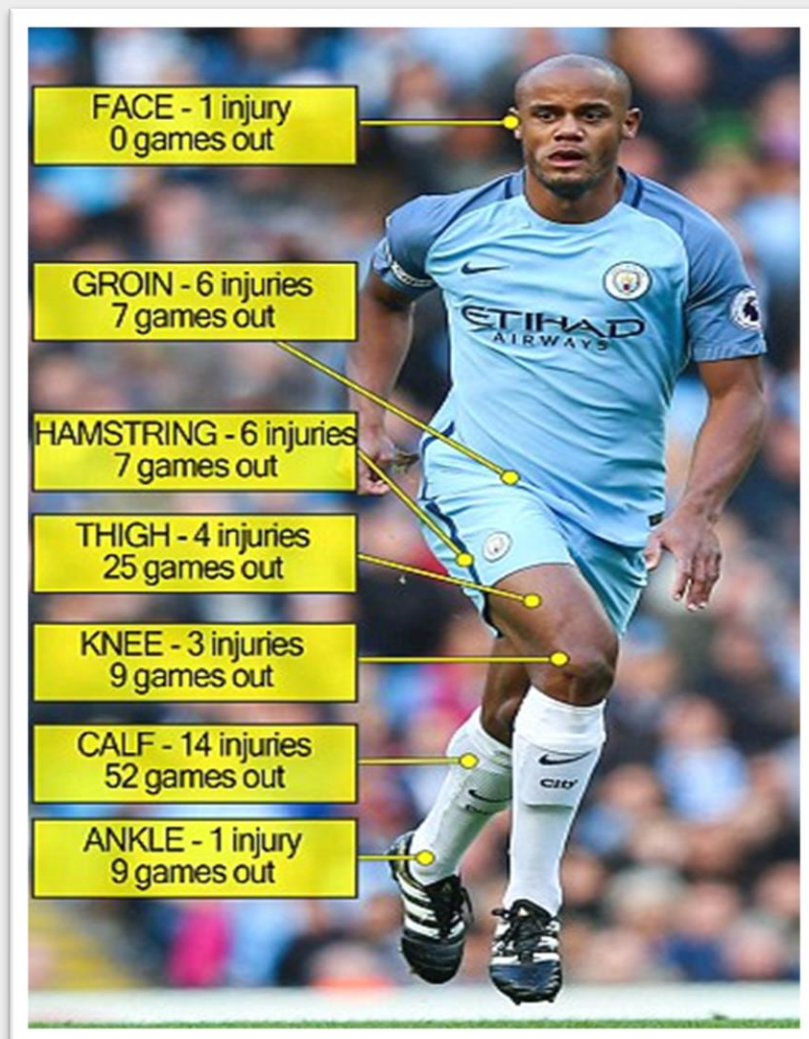 FACE - 1 injury
0 games out
GROIN - 6 injuries
7 games out
ETIHAD
AIRWAYS
HAMSTRING - 6 injuries
7 games out
THIGH - 4 injuries
25 games out
KNEE - 3 injuries
9 games out
CALF - 14 injuries
52 games out
CITY
ANKLE - 1 injury
9 games out